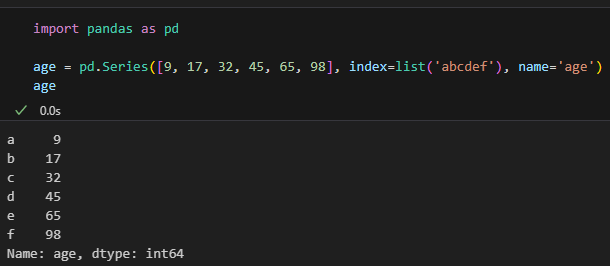 import pandas as pd
age = pd.Series([9, 17, 32, 45, 65, 98], index=list('abcdef'), name='age')
age
0.0s
a     9
b    17
c    32
d    45
e    65
f    98
Name: age, dtype: int64